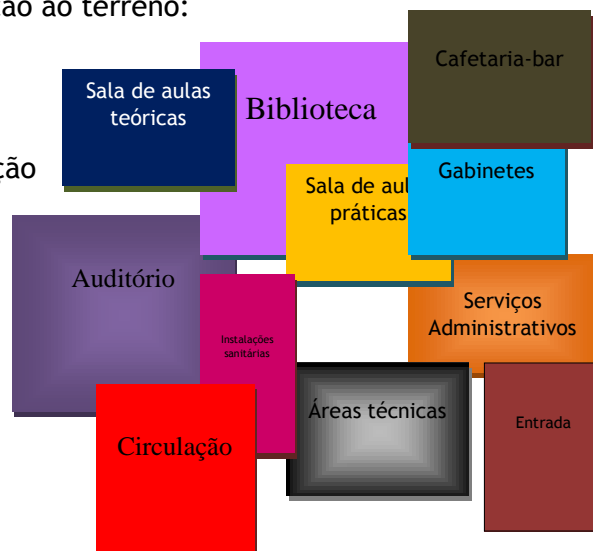 ção ao terreno:
Cafetaria-bar
Sala de aulas
teóricas
Biblioteca
ção
Sala de aul
práticas
Gabinetes
Auditório
Serviços
Administrativos
Instalações
sanitárias
Áreas técnicas
Entrada
Circulação